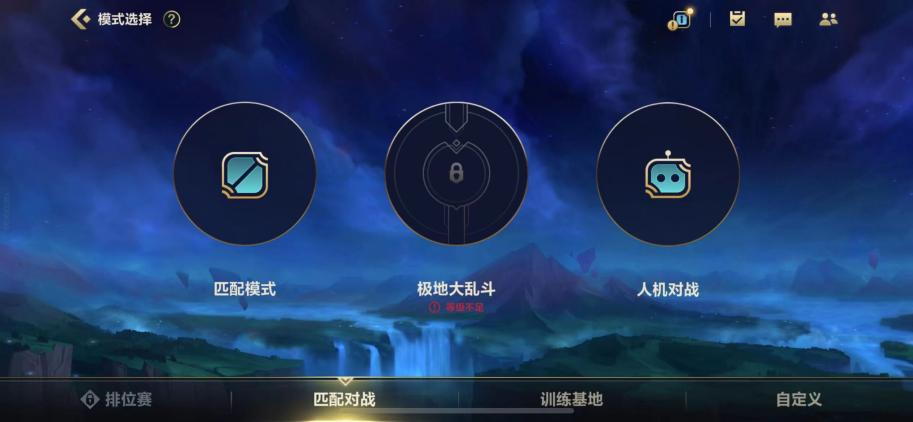 模式选择
匹配模式
极地大乱斗
人机对战
等级不足
排位赛
匹配对战
训练基地
自定义